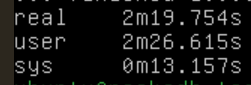 real 2m19.754s
user 2m26.615s
sys 0m13.157s